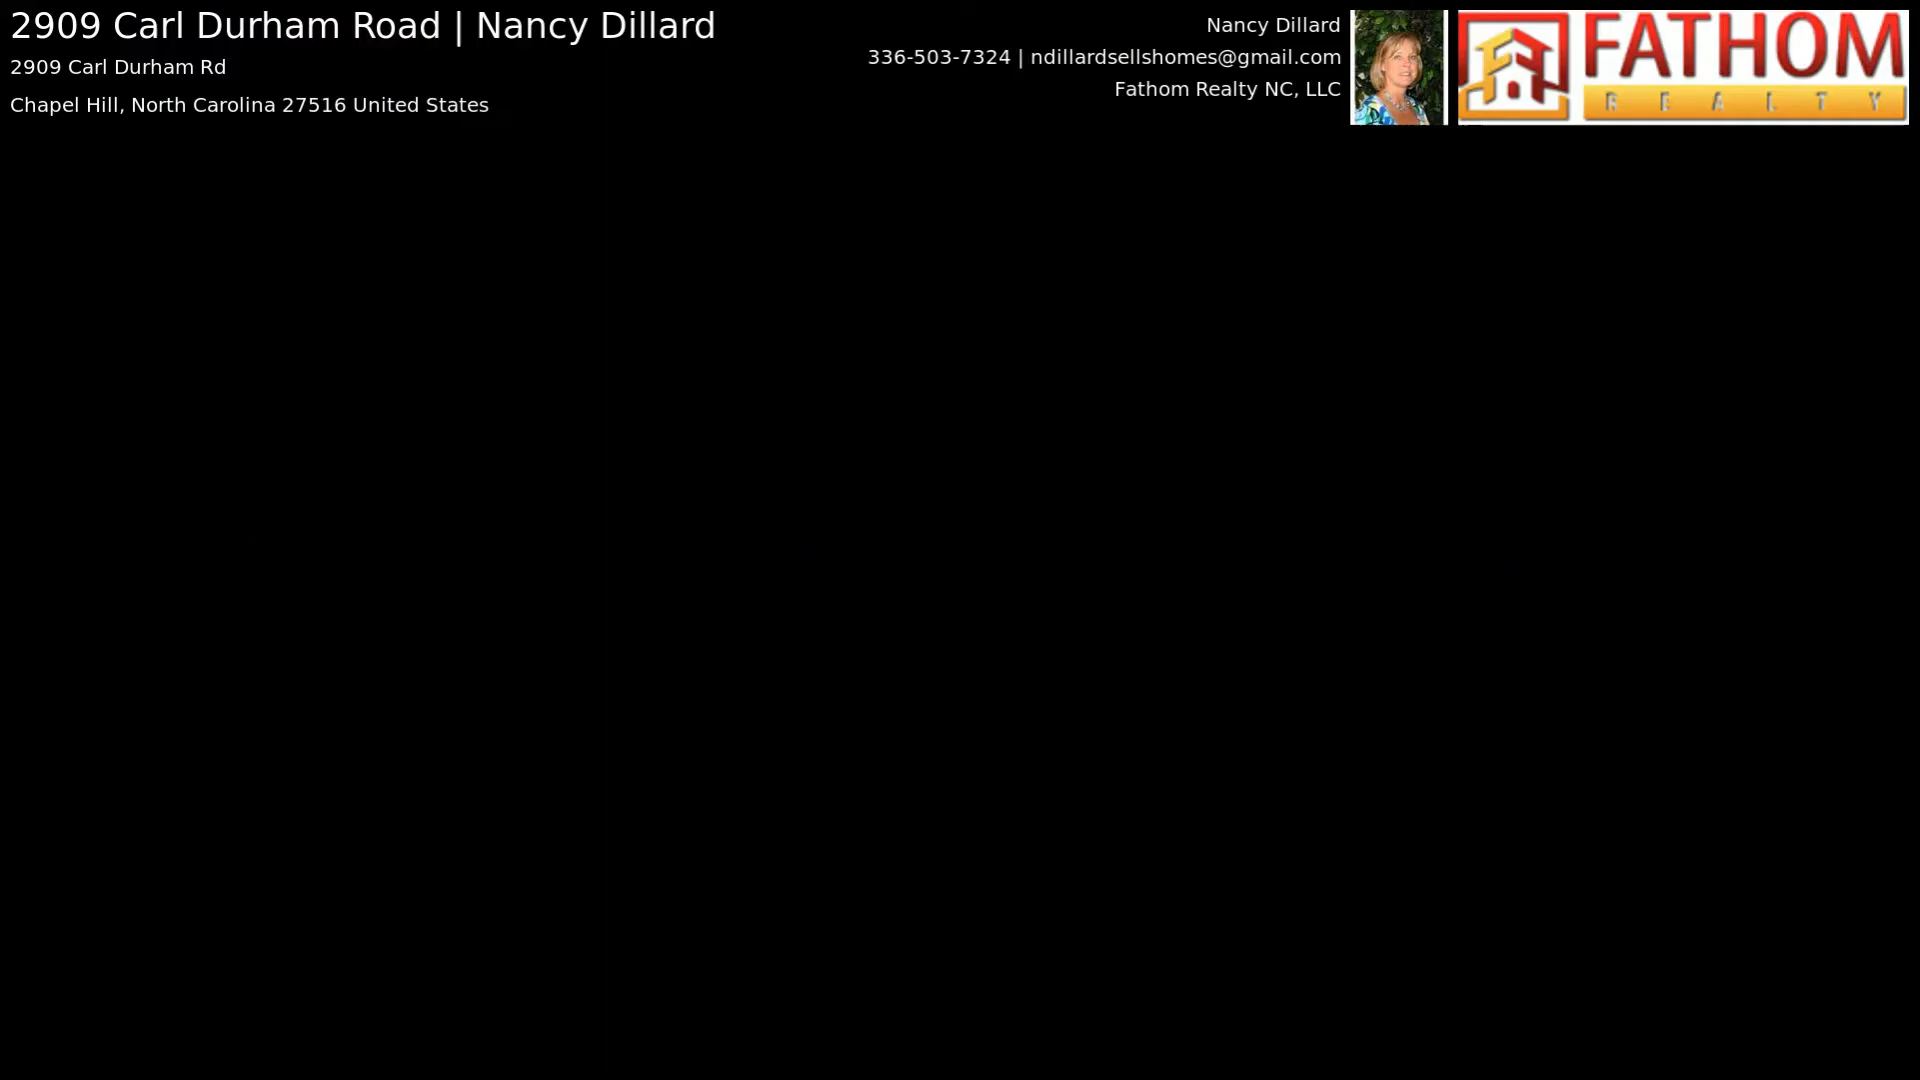 2909 Carl Durham Road | Nancy Dillard
2909 Carl Durham Rd
Chapel Hill, North Carolina 27516 United States
Nancy Dillard
336-503-7324 | ndillardsellshomes@gmail.com
Fathom Realty NC, LLC
FATHOM
REALTY